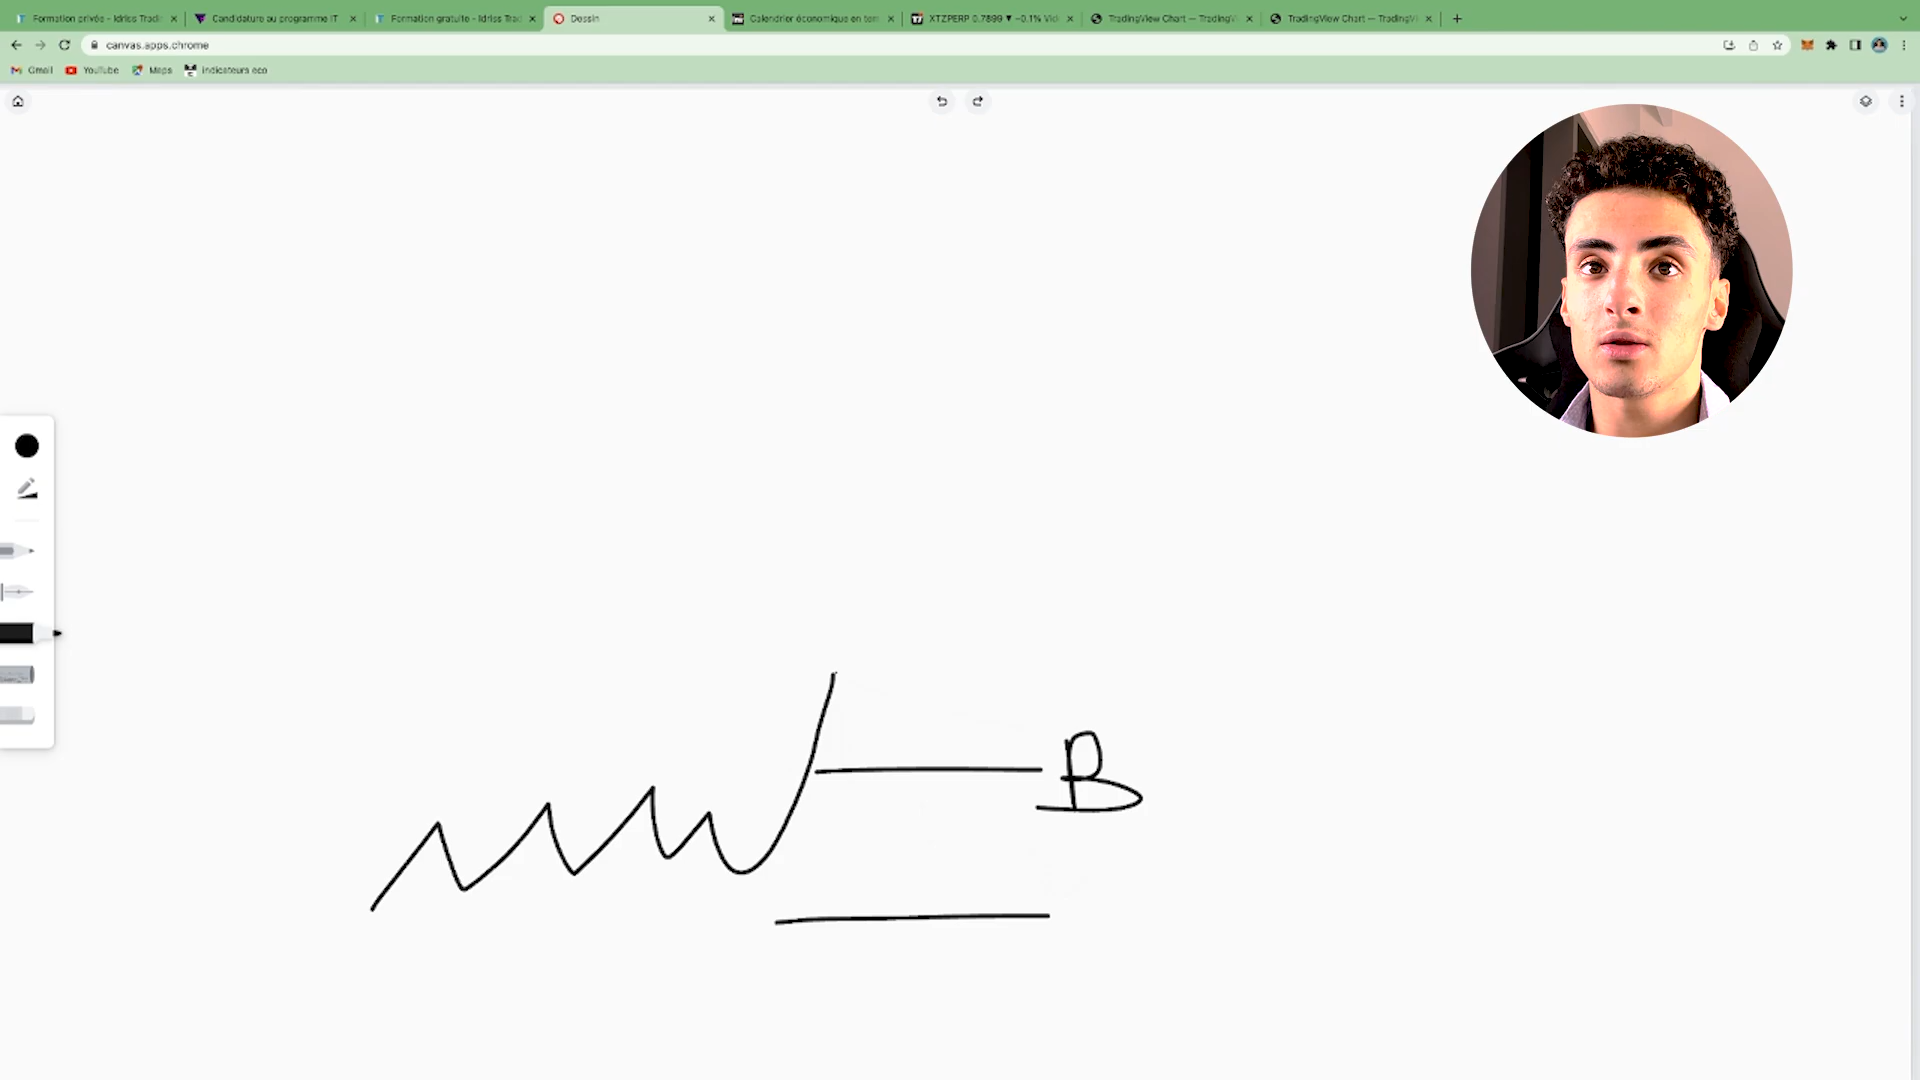 Formation privée - Idriss Tradi
Candidature au programme IT
Formation gratuite - Idriss Trad
Dessin
Calendrier économique en tem
XTZPERP 0.7899 ▼ −0.1% Vid
TradingView Chart — TradingV
TradingView Chart — TradingVi
canvas.apps.chrome
Gmail
YouTube
Maps
indicateurs eco
B